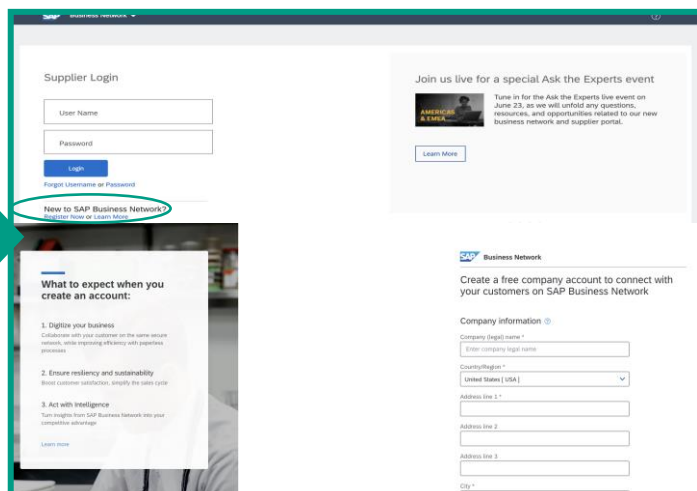 SAP Business Network
Supplier Login
User Name
Password
Login
Forgot Username or Password
New to SAP Business Network?
Register Now or Learn More
Join us live for a special Ask the Experts event
AMERICAS
& EMEA
Tune in for the Ask the Experts live event on
June 23, as we will unfold any questions,
resources, and opportunities related to our new
business network and supplier portal.
Learn More
What to expect when you
create an account:
1. Digitize your business
Collaborate with your customer on the same secure
network, while improving efficiency with paperless
processes
2. Ensure resiliency and sustainability
Boost customer satisfaction, simplify the sales cycle
3. Act with intelligence
Turn insights from SAP Business Network into your
competitive advantage
Learn more
SAP Business Network
Create a free company account to connect with
your customers on SAP Business Network
Company information ?
Company (legal) name *
Enter company legal name
Country/Region *
United States [ USA ]
Address line 1 *
Address line 2
Address line 3
City *